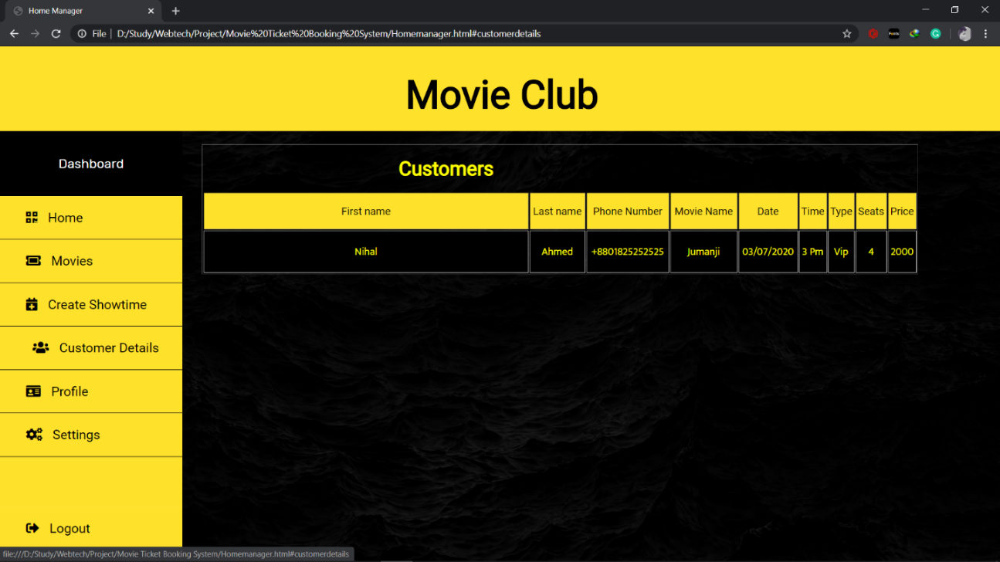 Home Manager
File | D:/Study/Webtech/Project/Movie%20Ticket%20Booking%20System/Homemanager.html#customerdetails
Fonts
Movie Club
Dashboard
Home
Movies
Create Showtime
Customer Details
Profile
Settings
Logout
Customers
First name Last name Phone Number Movie Name Date Time Type Seats Price
Nihal Ahmed +8801825252525 Jumanji 03/07/2020 3 Pm Vip 4 2000
file:///D:/Study/Webtech/Project/Movie Ticket Booking System/Homemanager.html#customerdetails